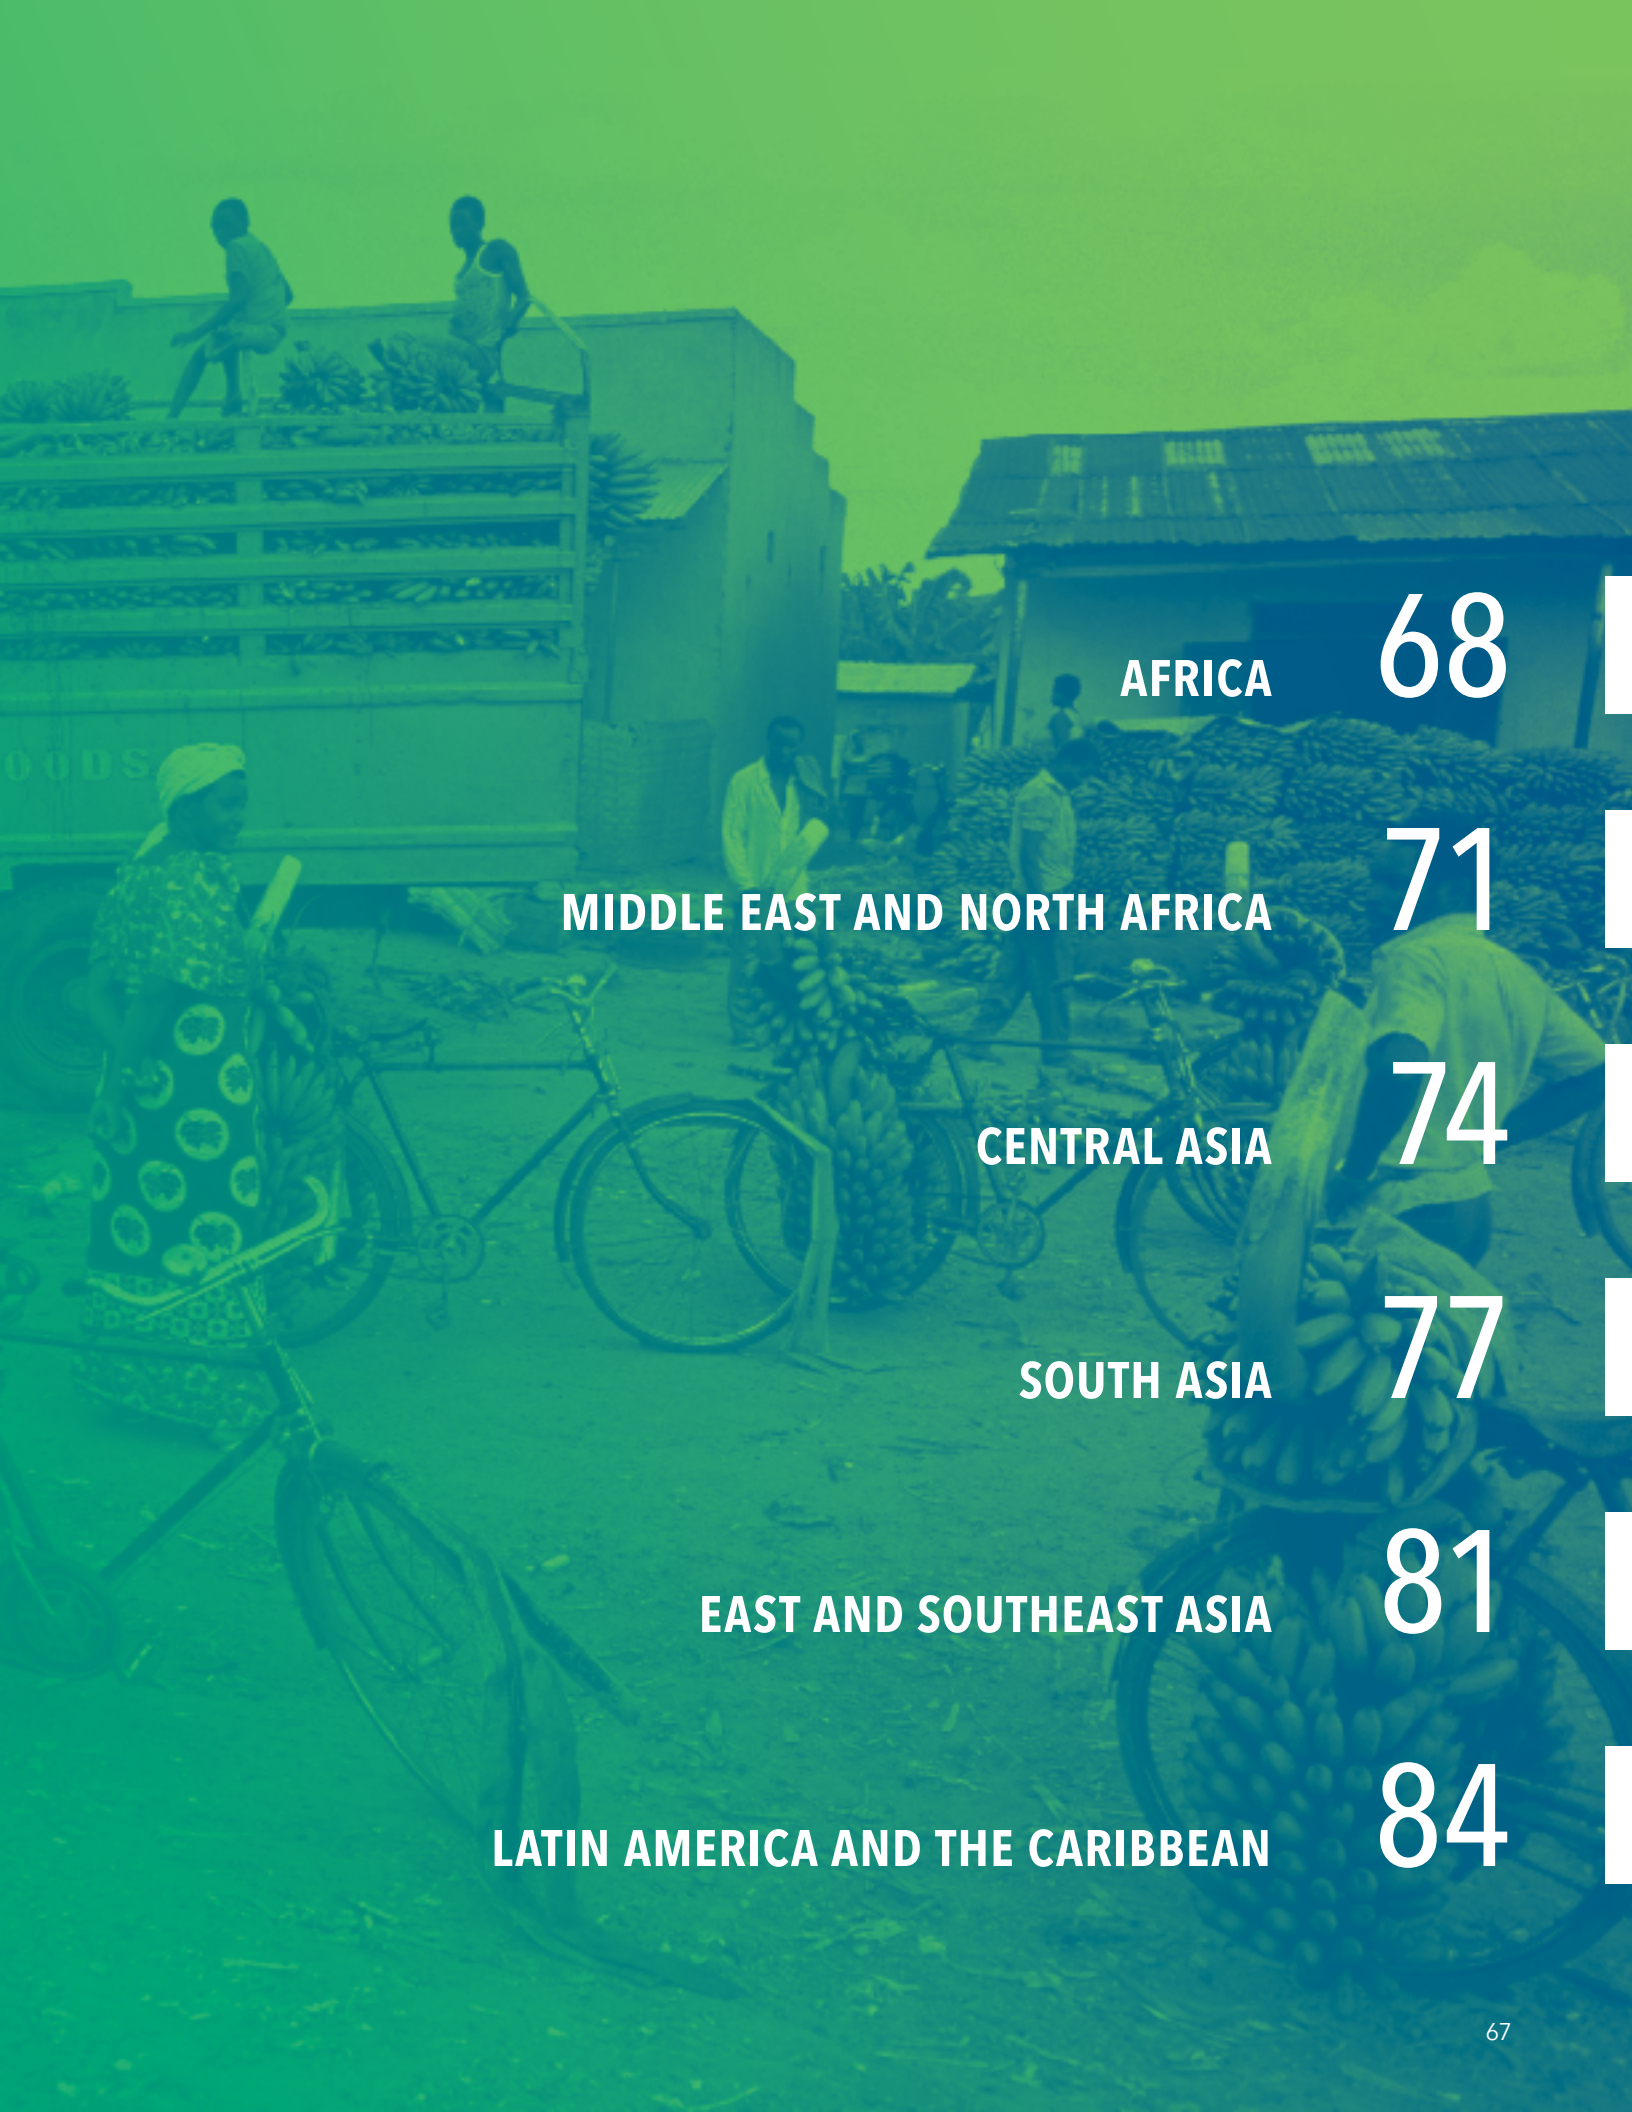 AFRICA 68
OODS
MIDDLE EAST AND NORTH AFRICA 71
CENTRAL ASIA 74
SOUTH ASIA 77
EAST AND SOUTHEAST ASIA 81
LATIN AMERICA AND THE CARIBBEAN 84
67